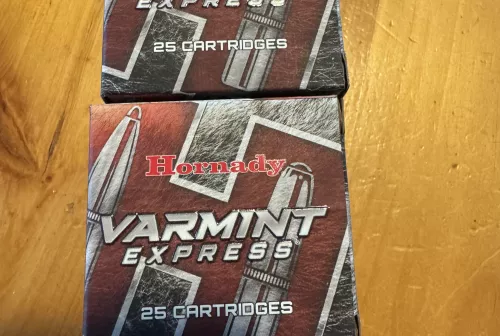 EXPRESS
25 CARTRIDGES
Hornady
VARMINT
EXPRESS
25 CARTRIDGES